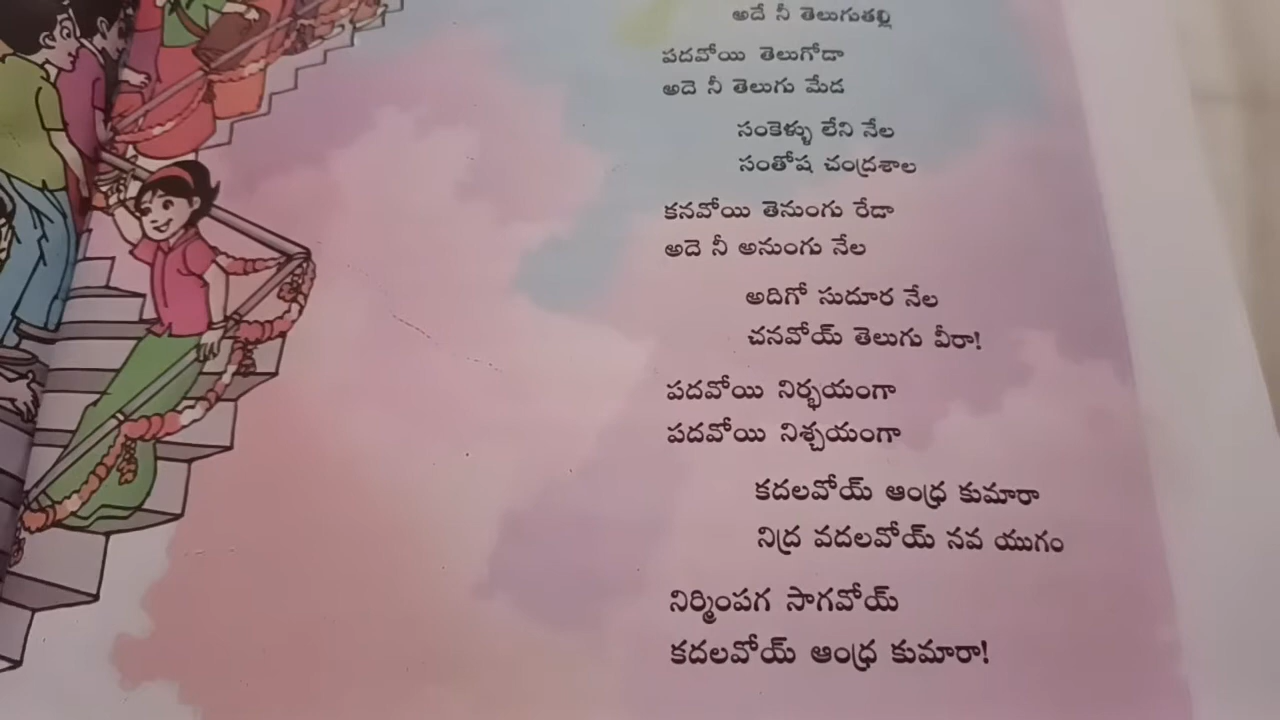 అదే నీ తెలుగుతల్లి
పదవోయి తెలుగోడా
అదె నీ తెలుగు మేడ
సంకెళ్ళు లేని నేల
సంతోష చంద్రశాల
కనవోయి తెనుంగు రేడా
అదె నీ అనుంగు నేల
అదిగో సుదూర నేల
చనవోయ్ తెలుగు వీరా!
పదవోయి నిర్భయంగా
పదవోయి నిశ్చయంగా
కదలవోయ్ ఆంధ్ర కుమారా
నిద్ర వదలవోయ్ నవ యుగం
నిర్మింపగ సాగవోయ్
కదలవోయ్ ఆంధ్ర కుమారా!